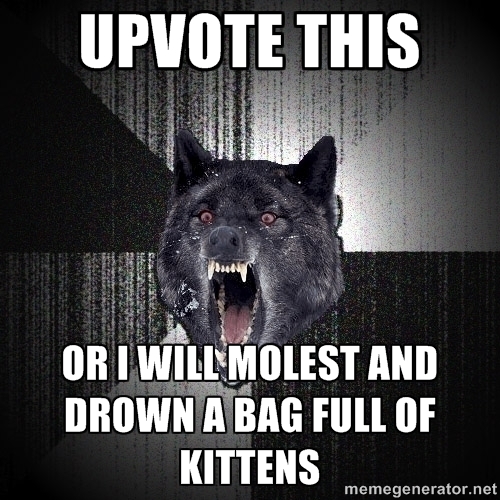 UPVOTE THIS
OR I WILL MOLEST AND
DROWN A BAG FULL OF
KITTENS
memegenerator.net